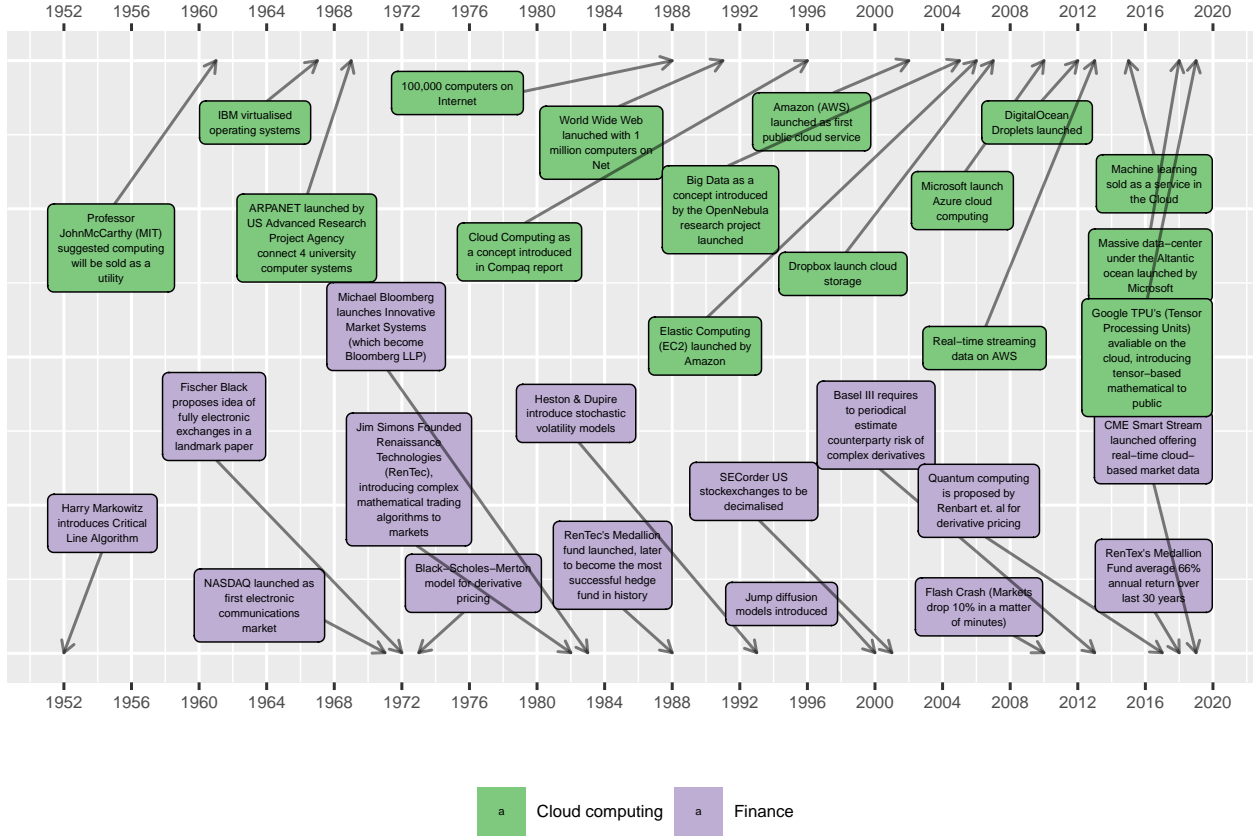 1952 1956 1960 1964 1968 1972 1976 1980 1984 1988 1992 1996 2000 2004 2008 2012 2016 2020
100,000 computers on
Internet
IBM virtualised
operating systems
World Wide Web
lanuched with 1
million computers on
Net
Amazon (AWS)
launched as first
public cloud service
DigitalOcean
Droplets launched
Machine learning
sold as a service in
the Cloud
Big Data as a
concept introduced
by the OpenNebula
research project
launched
Microsoft launch
Azure cloud
computing
ARPANET launched by
US Advanced Research
Project Agency
connect 4 university
computer systems
Professor
JohnMcCarthy (MIT)
suggested computing
will be sold as a
utility
Cloud Computing as
a concept introduced
in Compaq report
Massive data–center
under the Altantic
ocean launched by
Microsoft
Dropbox launch cloud
storage
Michael Bloomberg
launches Innovative
Market Systems
(which become
Bloomberg LLP)
Google TPU's (Tensor
Processing Units)
avaliable on the
cloud, introducing
tensor–based
mathematical to
public
Elastic Computing
(EC2) launched by
Amazon
Real–time streaming
data on AWS
Fischer Black
proposes idea of
fully electronic
exchanges in a
landmark paper
Heston & Dupire
introduce stochastic
volatility models
Basel III requires
to periodical
estimate
counterparty risk of
complex derivatives
Jim Simons Founded
Renaissance
Technologies
(RenTec),
introducing complex
mathematical trading
algorithms to
markets
CME Smart Stream
launched offering
real–time cloud–
based market data
SECorder US
stockexchanges to be
decimalised
Quantum computing
is proposed by
Renbart et. al for
derivative pricing
Harry Markowitz
introduces Critical
Line Algorithm
RenTec's Medallion
fund launched, later
to become the most
successful hedge
fund in history
RenTex's Medallion
Fund average 66%
annual return over
last 30 years
Black–Scholes–Merton
model for derivative
pricing
NASDAQ launched as
first electronic
communications
market
Jump diffusion
models introduced
Flash Crash (Markets
drop 10% in a matter
of minutes)
1952 1956 1960 1964 1968 1972 1976 1980 1984 1988 1992 1996 2000 2004 2008 2012 2016 2020
a Cloud computing a Finance